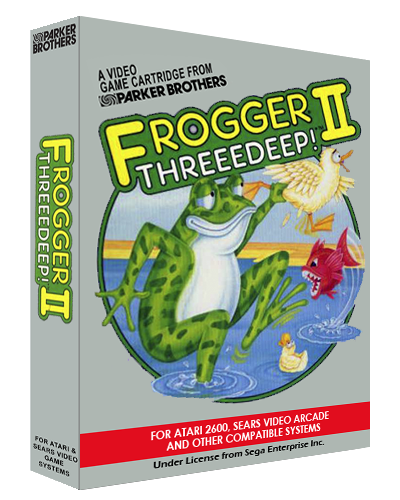 PARKER
BROTHERS
FROGGER II
THREEEDEEP!
FOR ATARI &
SEARS VIDEO
GAME
SYSTEMS
A VIDEO
GAME CARTRIDGE FROM
PARKER BROTHERS
FROGGER II
THREEEDEEP!
FOR ATARI 2600, SEARS VIDEO ARCADE
AND OTHER COMPATIBLE SYSTEMS
Under License from Sega Enterprise Inc.